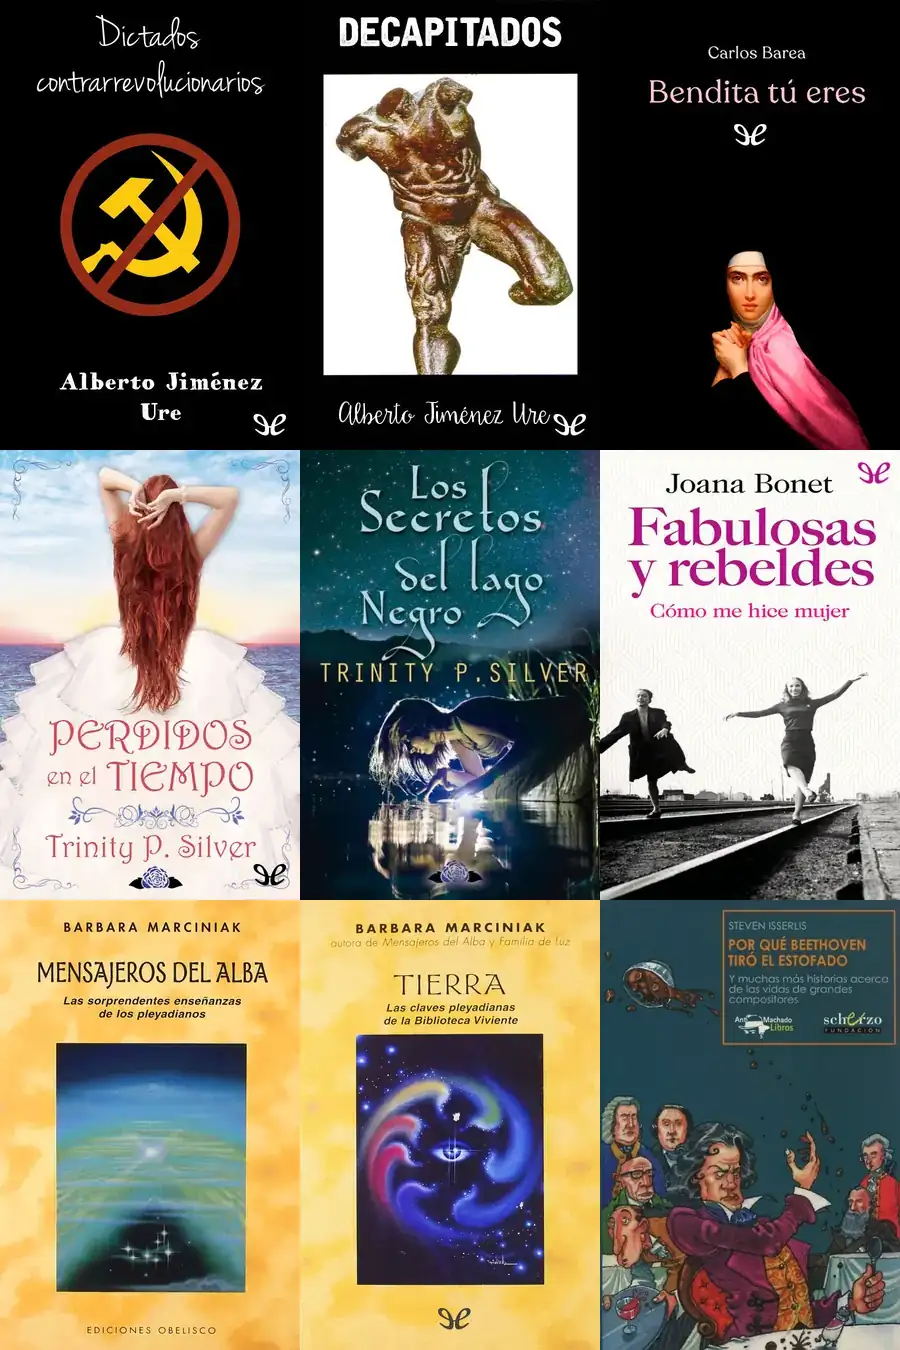 Dictados
contrarrevolucionarios
Alberto Jiménez
Ure
DECAPITADOS
Alberto Jiménez Ure
Carlos Barea
Bendita tú eres
PERDIDOS
en el TIEMPO
Trinity P. Silver
Los
Secretos
del lago
Negro
TRINITY P. SILVER
Joana Bonet
Fabulosas
y rebeldes
Cómo me hice mujer
BARBARA MARCINIAK
MENSAJEROS DEL ALBA
Las sorprendentes enseñanzas
de los pleyadianos
EDICIONES OBELISCO
BARBARA MARCINIAK
autora de Mensajeros del Alba y Familia de Luz
TIERRA
Las claves pleyadianas
de la Biblioteca Viviente
STEVEN ISSERLIS
POR QUÉ BEETHOVEN
TIRÓ EL ESTOFADO
Y muchas más historias acerca
de las vidas de grandes
compositores
Machado
Libros
scherzo
FUNDACIÓN